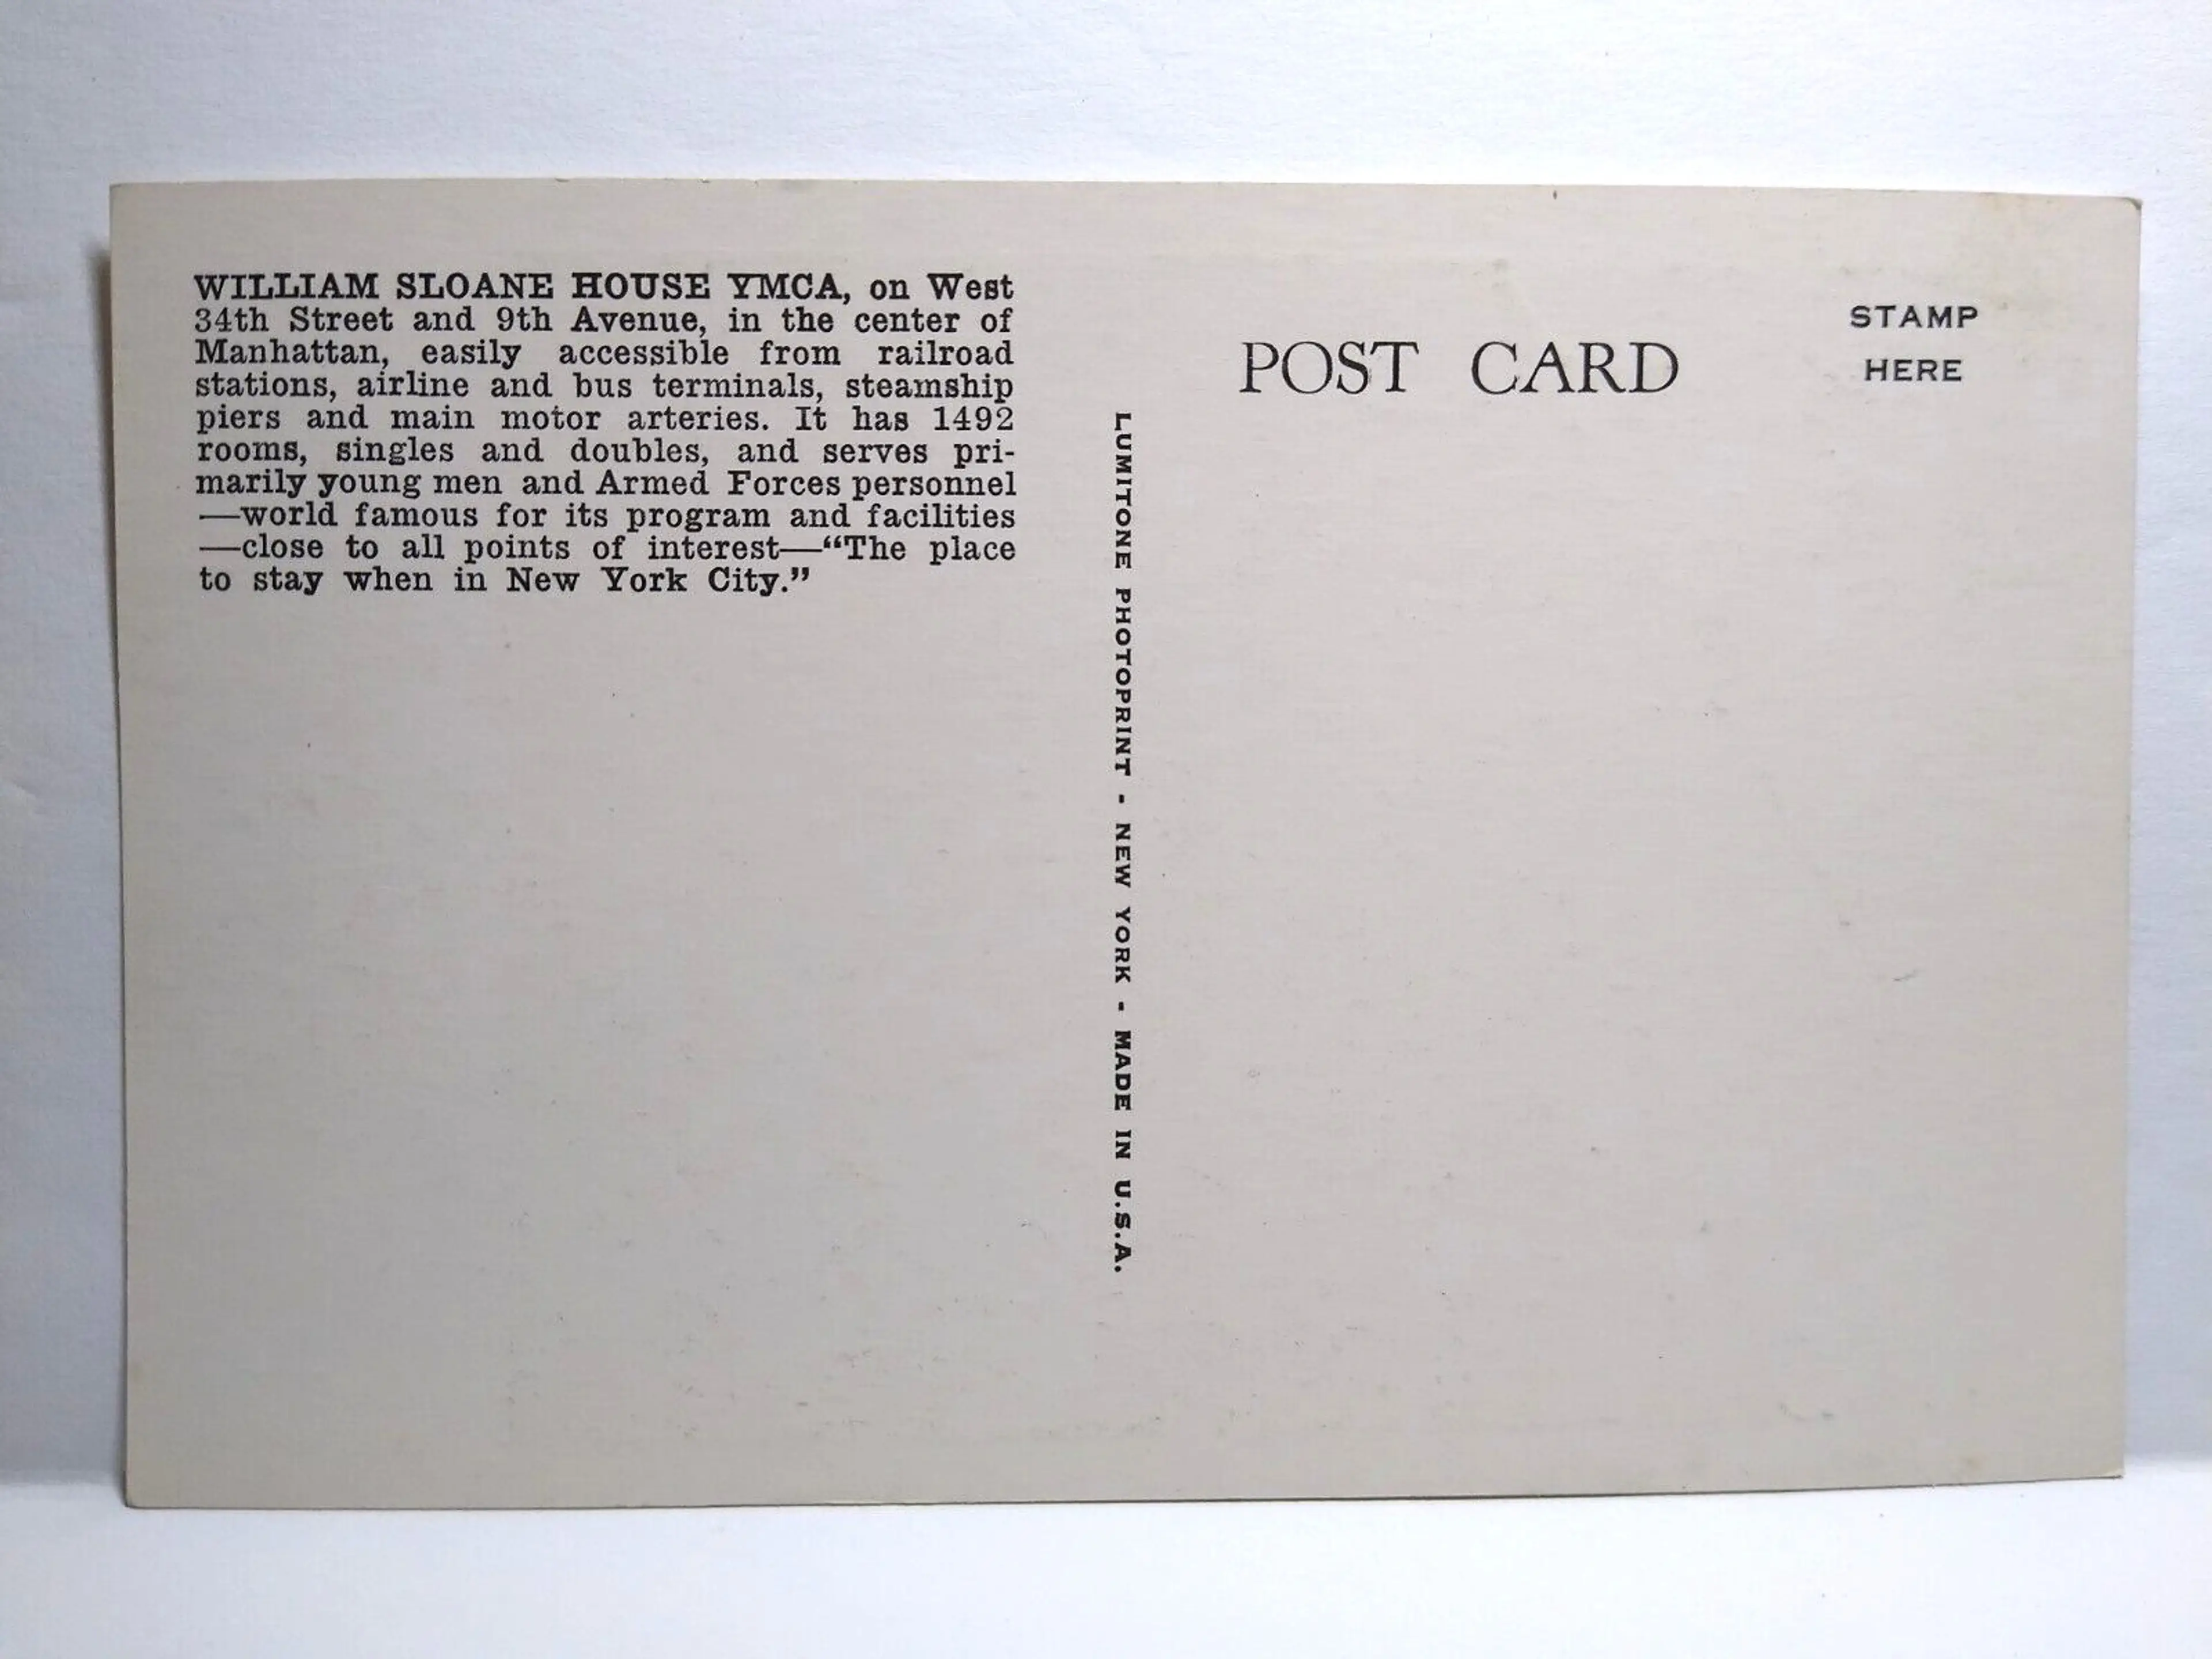 WILLIAM SLOANE HOUSE YMCA, on West
34th Street and 9th Avenue, in the center of
Manhattan, easily accessible from railroad
stations, airline and bus terminals, steamship
piers and main motor arteries. It has 1492
rooms, singles and doubles, and serves pri-
marily young men and Armed Forces personnel
—world famous for its program and facilities
—close to all points of interest—“The place
to stay when in New York City.”
LUMITONE PHOTOPRINT - NEW YORK - MADE IN U.S.A.
POST CARD
STAMP
HERE